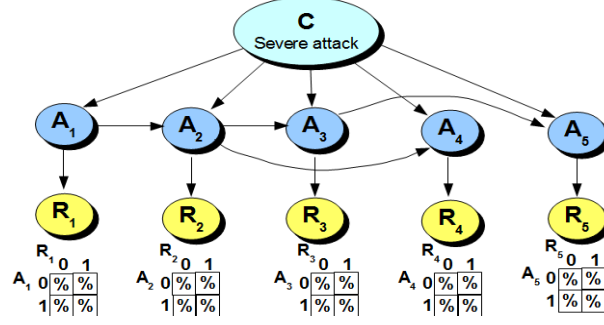 C
Severe attack
A1 A2 A3 A4 A5
R1 R2 R3 R4 R5
R1 0 1 R2 0 1 R3 0 1 R4 0 1 R5 0 1
A1 0 % % A2 0 % % A3 0 % % A4 0 % % A5 0 % %
1 % % 1 % % 1 % % 1 % % 1 % %